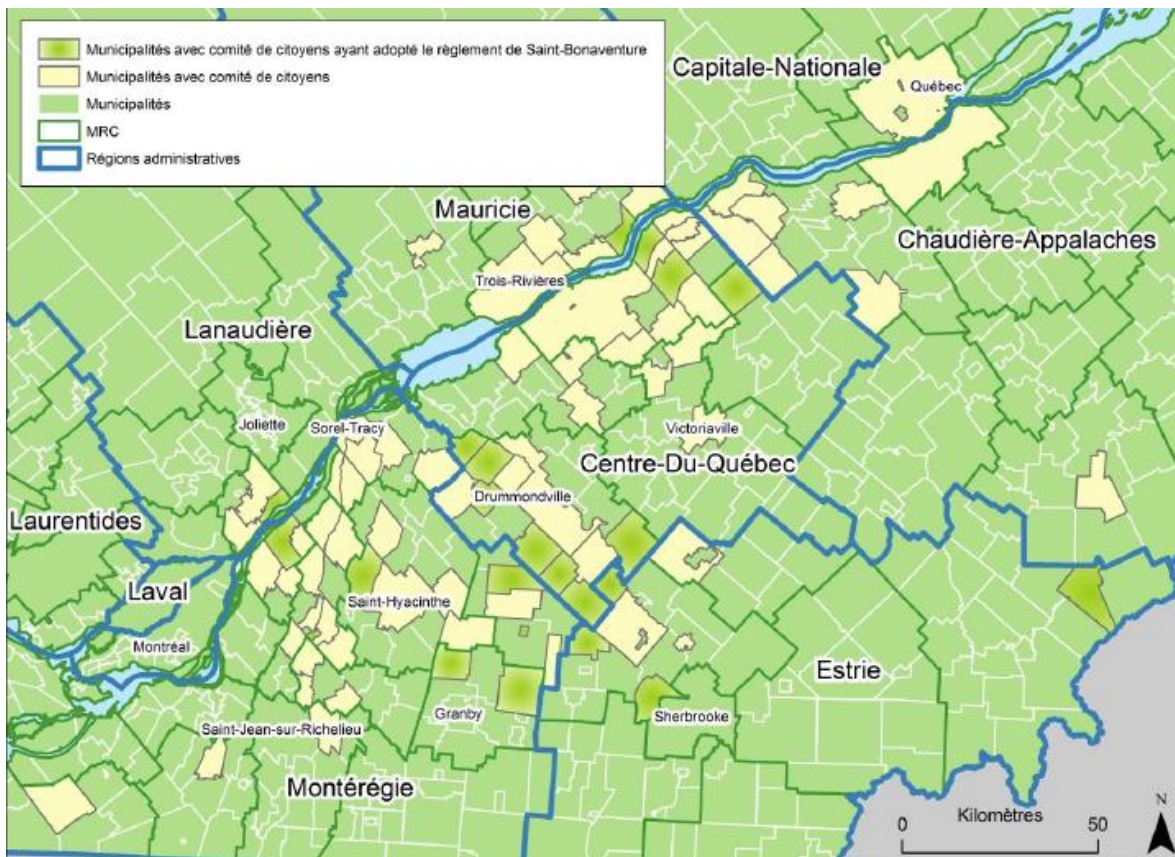 Municipalités avec comité de citoyens ayant adopté le règlement de Saint-Bonaventure
Municipalités avec comité de citoyens
Municipalités
MRC
Régions administratives
Capitale-Nationale
Québec
Mauricie
Chaudière-Appalaches
Trois-Rivières
Lanaudière
Joliette
Sorel-Tracy
Victoriaville
Centre-Du-Québec
Drummondville
Laurentides
Laval
Saint-Hyacinthe
Montréal
Estrie
Granby
Sherbrooke
Saint-Jean-sur-Richelieu
Montérégie
N
Kilomètres
0 50